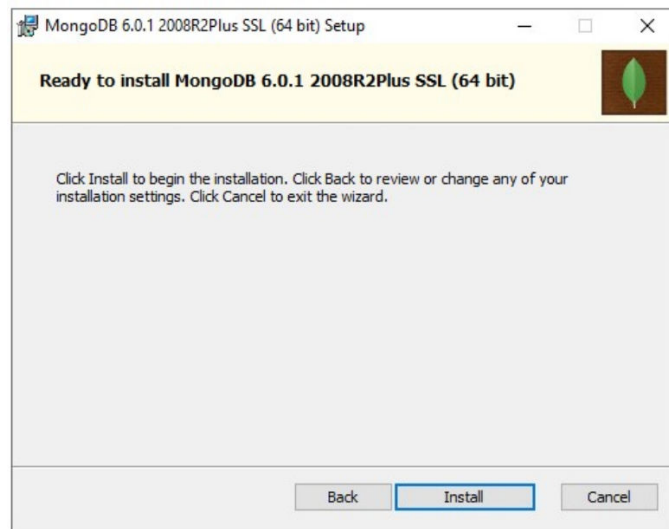 MongoDB 6.0.1 2008R2Plus SSL (64 bit) Setup
Ready to install MongoDB 6.0.1 2008R2Plus SSL (64 bit)
Click Install to begin the installation. Click Back to review or change any of your
installation settings. Click Cancel to exit the wizard.
Back Install Cancel